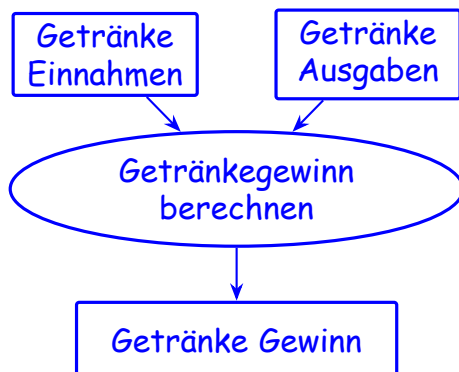 Getränke
Einnahmen
Getränke
Ausgaben
Getränkegewinn
berechnen
Getränke Gewinn